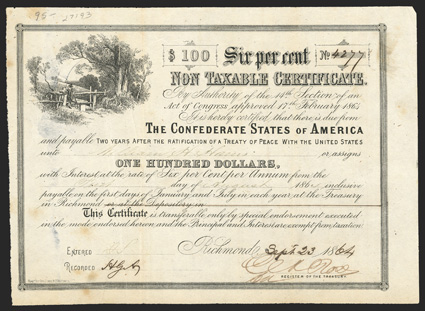 95- 27193
$ 100 Six per cent No 4277
NON TAXABLE CERTIFICATE.
By Authority of the 14th Section of an
Act of Congress approved 17th February 1864
It is hereby certified that there is due from
THE CONFEDERATE STATES OF AMERICA
and payable TWO YEARS AFTER THE RATIFICATION OF A TREATY OF PEACE WITH THE UNITED STATES
unto or assigns
ONE HUNDRED DOLLARS,
with Interest at the rate of Six per Cent per Annum from the
day of 186 inclusive
payable on the first days of January and July in each year at the Treasury
in Richmond or at the Depository in
This Certificate is transferable only by special endorsement executed
in the mode endorsed hereon and the Principal and Interest are exempt from taxation
ENTERED
RECORDED
Richmond Sept 23 1864
REGISTER OF THE TREASURY